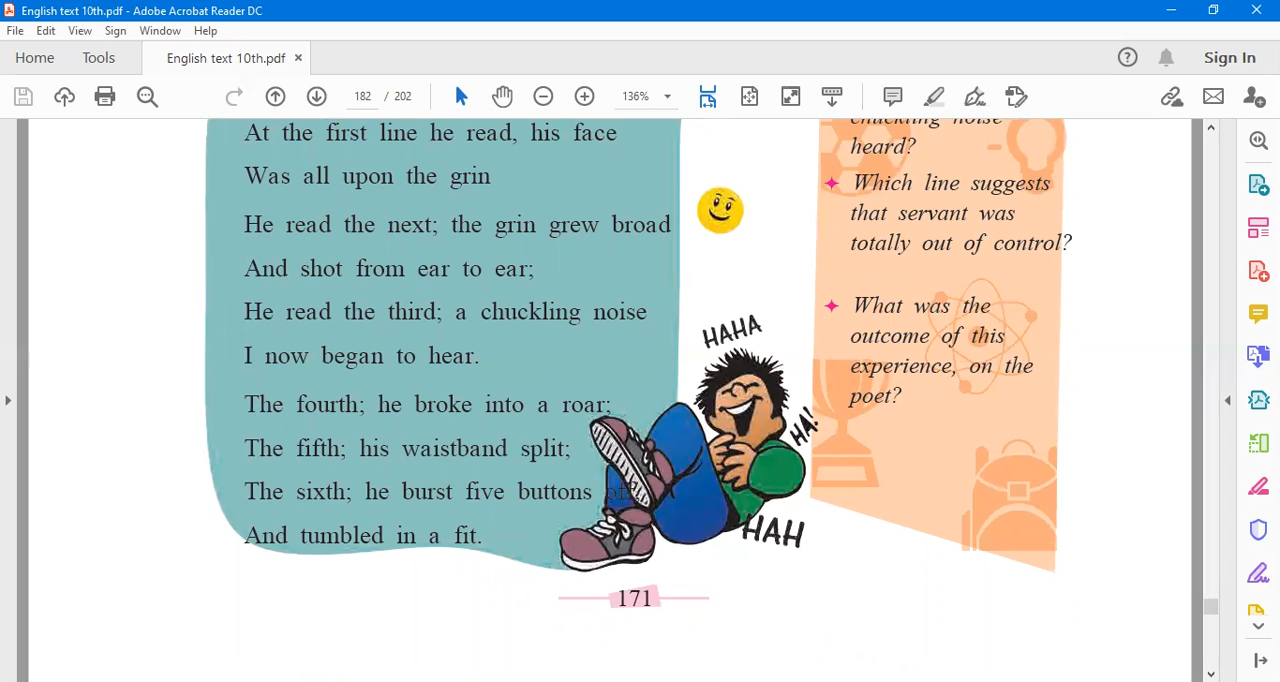 English text 10th.pdf - Adobe Acrobat Reader DC
File Edit View Sign Window Help
Home Tools English text 10th.pdf × Sign In
182 / 202 136%
At the first line he read, his face
Was all upon the grin
He read the next; the grin grew broad
And shot from ear to ear;
He read the third; a chuckling noise
I now began to hear.
The fourth; he broke into a roar;
The fifth; his waistband split;
The sixth; he burst five buttons off,
And tumbled in a fit.
HAHA
HA!
HAH
chuckling noise
heard?
Which line suggests
that servant was
totally out of control?
What was the
outcome of this
experience, on the
poet?
171